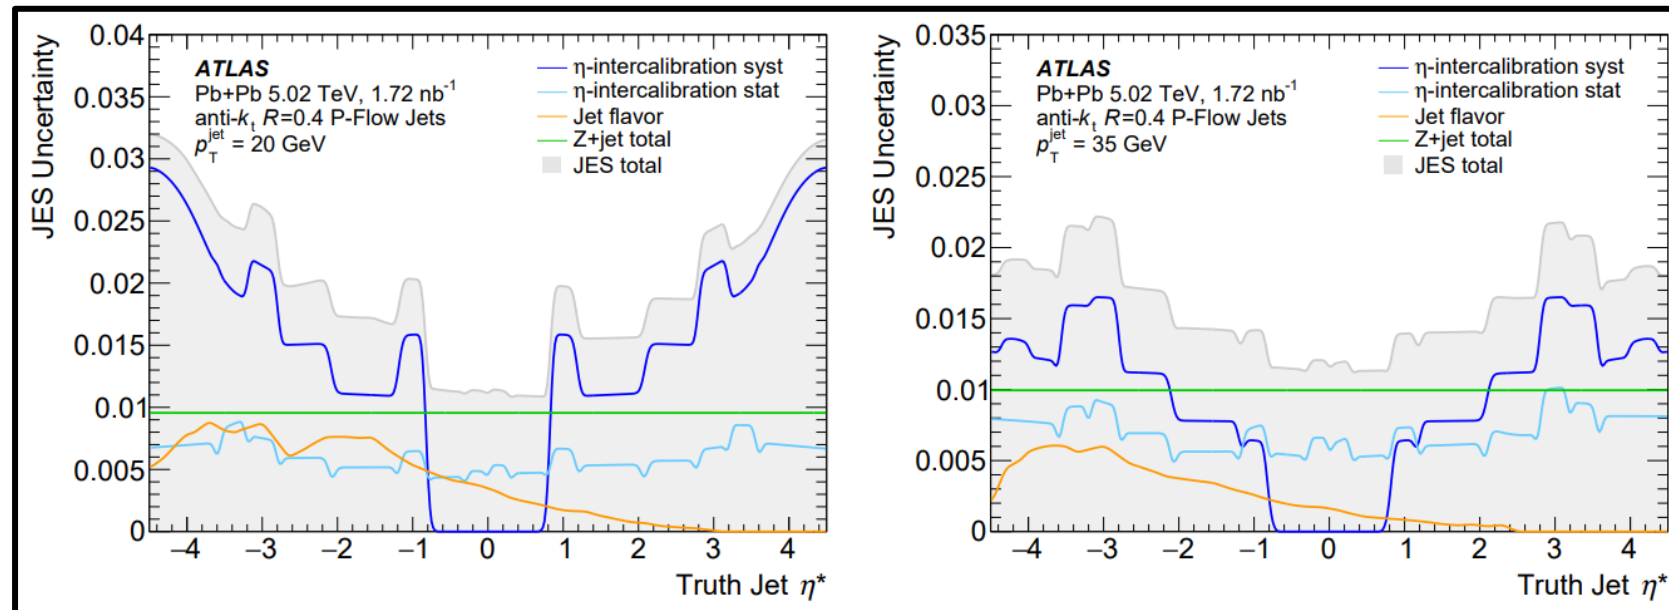 0.04
0.035
0.03
0.025
0.02
0.015
0.01
0.005
0
JES Uncertainty
ATLAS
Pb+Pb 5.02 TeV, 1.72 nb⁻¹
anti-kₜ R=0.4 P-Flow Jets
p_T^jet = 20 GeV
η-intercalibration syst
η-intercalibration stat
Jet flavor
Z+jet total
JES total
−4 −3 −2 −1 0 1 2 3 4
Truth Jet η*
0.035
0.03
0.025
0.02
0.015
0.01
0.005
0
JES Uncertainty
ATLAS
Pb+Pb 5.02 TeV, 1.72 nb⁻¹
anti-kₜ R=0.4 P-Flow Jets
p_T^jet = 35 GeV
η-intercalibration syst
η-intercalibration stat
Jet flavor
Z+jet total
JES total
−4 −3 −2 −1 0 1 2 3 4
Truth Jet η*